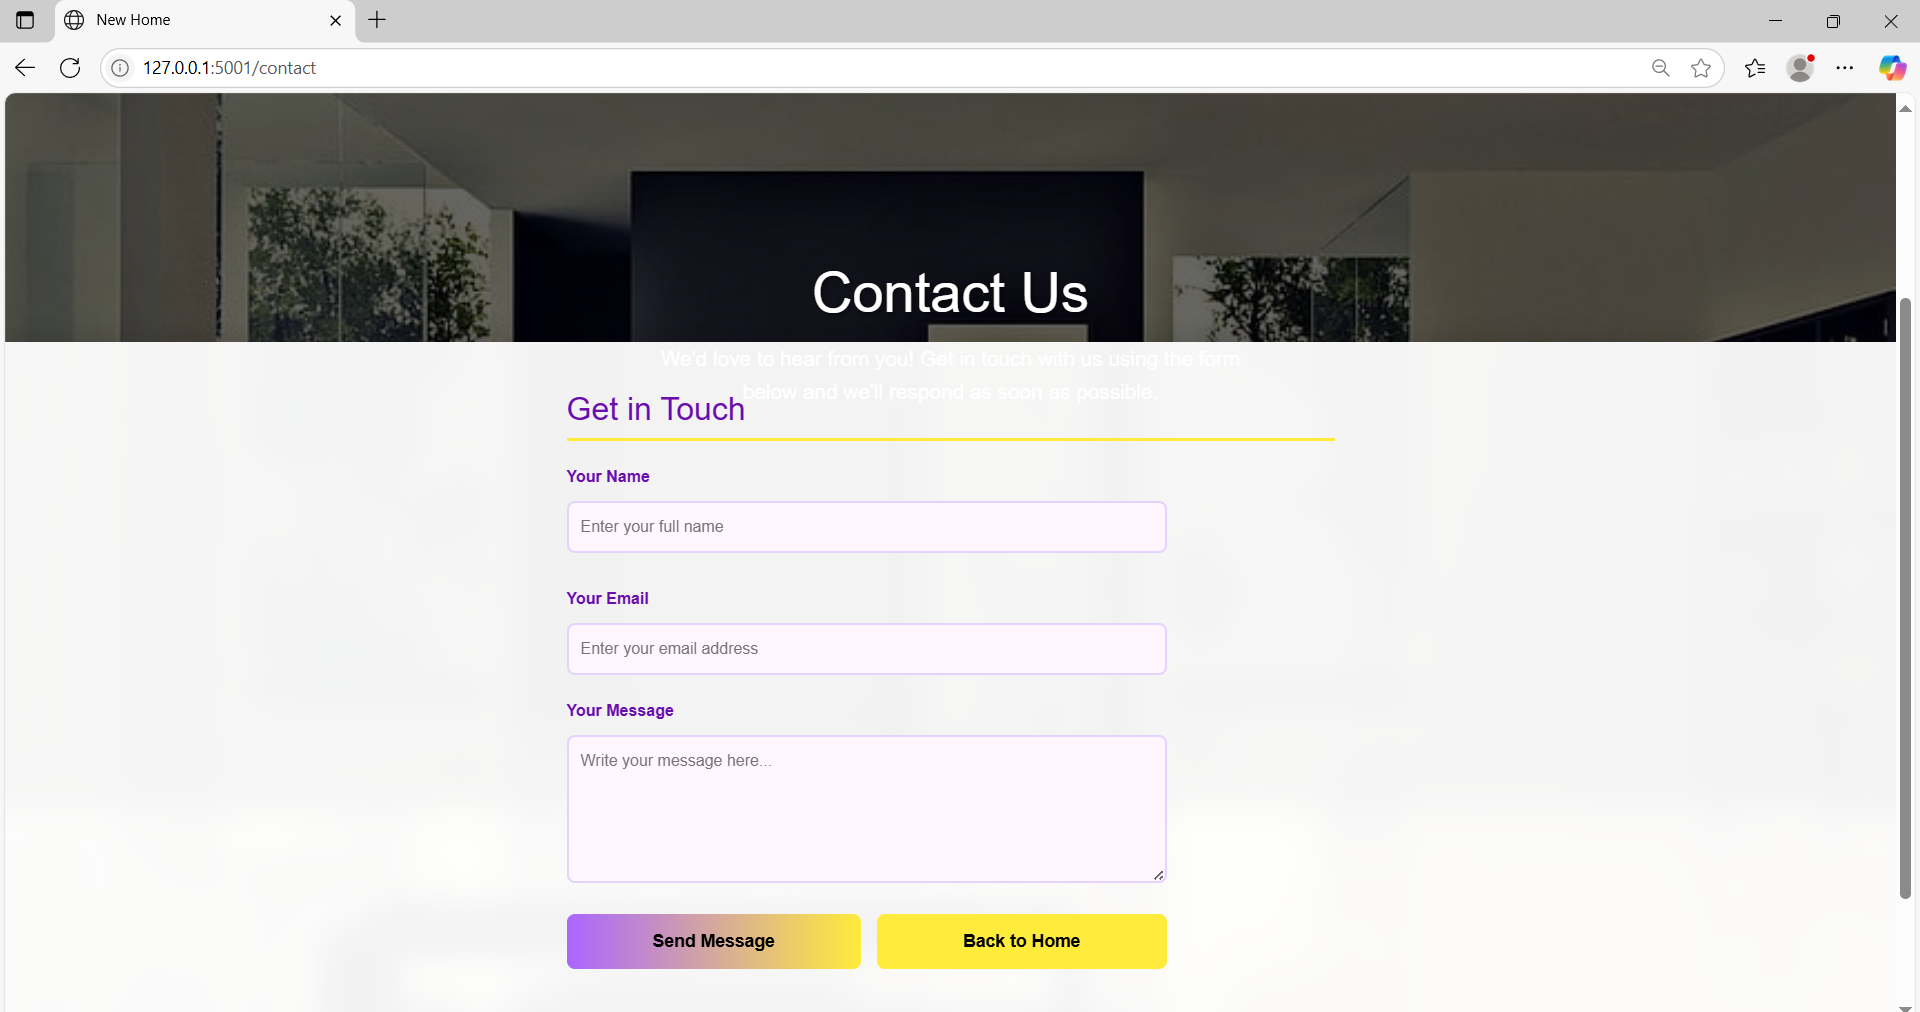 New Home
127.0.0.1:5001/contact
Contact Us
We'd love to hear from you! Get in touch with us using the form
below and we'll respond as soon as possible.
Get in Touch
Your Name
Enter your full name
Your Email
Enter your email address
Your Message
Write your message here...
Send Message
Back to Home